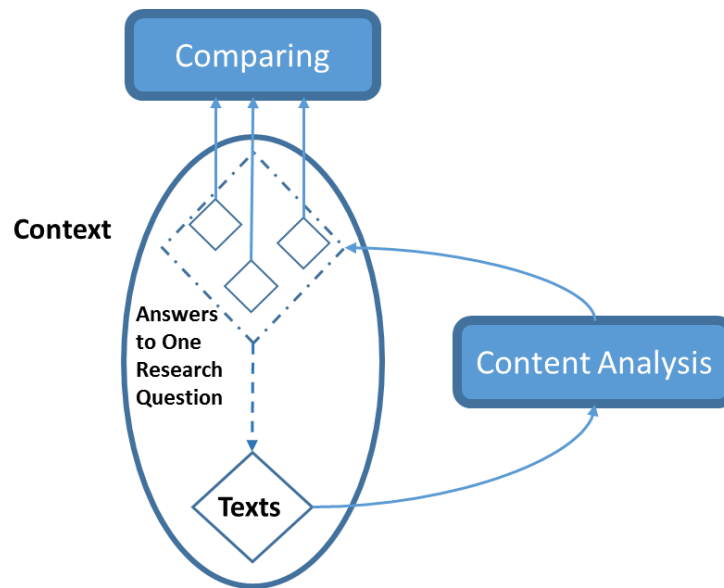 Comparing
Context
Answers
to One
Research
Question
Content Analysis
Texts